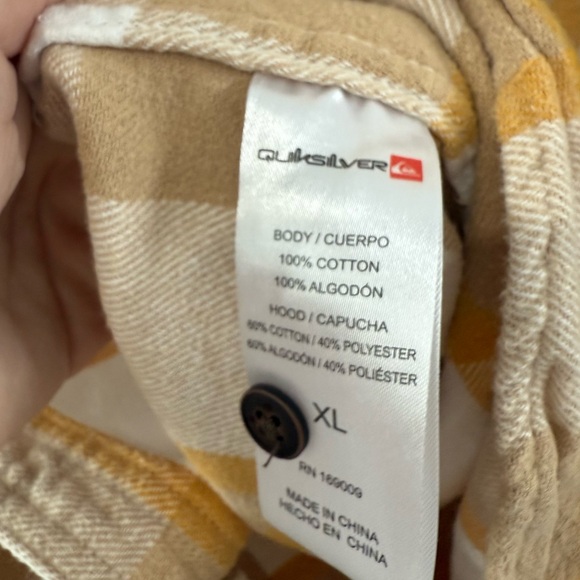 QUIKSILVER
BODY / CUERPO
100% COTTON
100% ALGODÓN
HOOD / CAPUCHA
60% COTTON / 40% POLYESTER
60% ALGODÓN / 40% POLIÉSTER
XL
RN 169009
MADE IN CHINA
HECHO EN CHINA